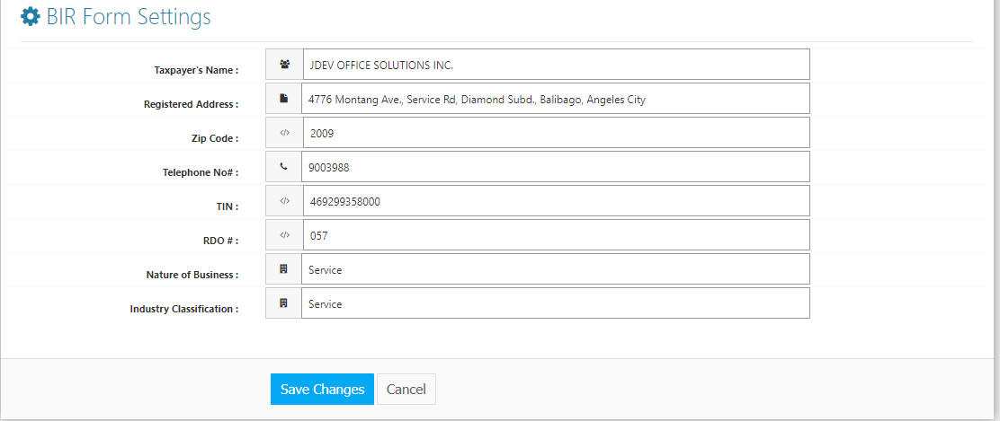 BIR Form Settings
Taxpayer's Name : JDEV OFFICE SOLUTIONS INC.
Registered Address : 4776 Montang Ave., Service Rd, Diamond Subd., Balibago, Angeles City
Zip Code : 2009
Telephone No# : 9003988
TIN : 469299358000
RDO # : 057
Nature of Business : Service
Industry Classification : Service
Save Changes Cancel